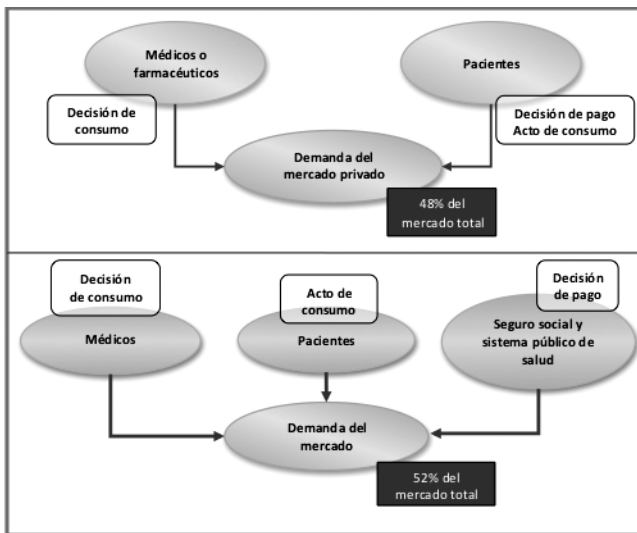 Médicos o
farmacéuticos
Pacientes
Decisión de
consumo
Decisión de pago
Acto de consumo
Demanda del
mercado privado
48% del
mercado total
Decisión
de consumo
Acto de
consumo
Decisión
de pago
Médicos
Pacientes
Seguro social y
sistema público de
salud
Demanda del
mercado
52% del
mercado total